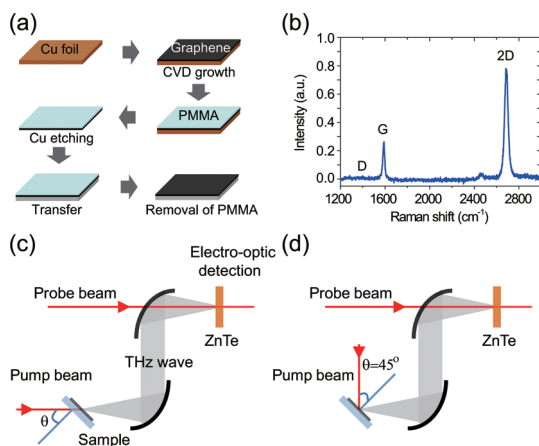 (a)
Cu foil
Graphene
CVD growth
Cu etching
PMMA
Transfer
Removal of PMMA
(b)
Intensity (a.u.)
1.0
0.8
0.6
0.4
0.2
0.0
D
G
2D
1200
1600
2000
2400
2800
Raman shift (cm⁻¹)
(c)
Electro-optic
detection
Probe beam
ZnTe
THz wave
Pump beam
θ
Sample
(d)
Probe beam
ZnTe
θ=45°
Pump beam